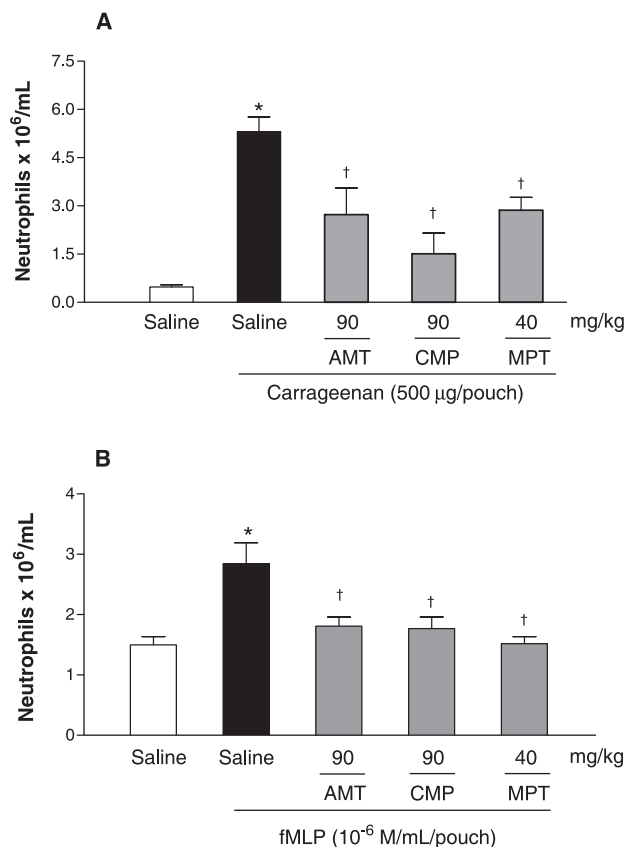 A
Neutrophils x 10⁶/mL
7.5
6.0
4.5
3.0
1.5
0.0
*
†
†
†
Saline Saline 90 90 40 mg/kg
AMT CMP MPT
Carrageenan (500 µg/pouch)
B
Neutrophils x 10⁶/mL
4
3
2
1
0
*
†
†
†
Saline Saline 90 90 40 mg/kg
AMT CMP MPT
fMLP (10⁻⁶ M/mL/pouch)